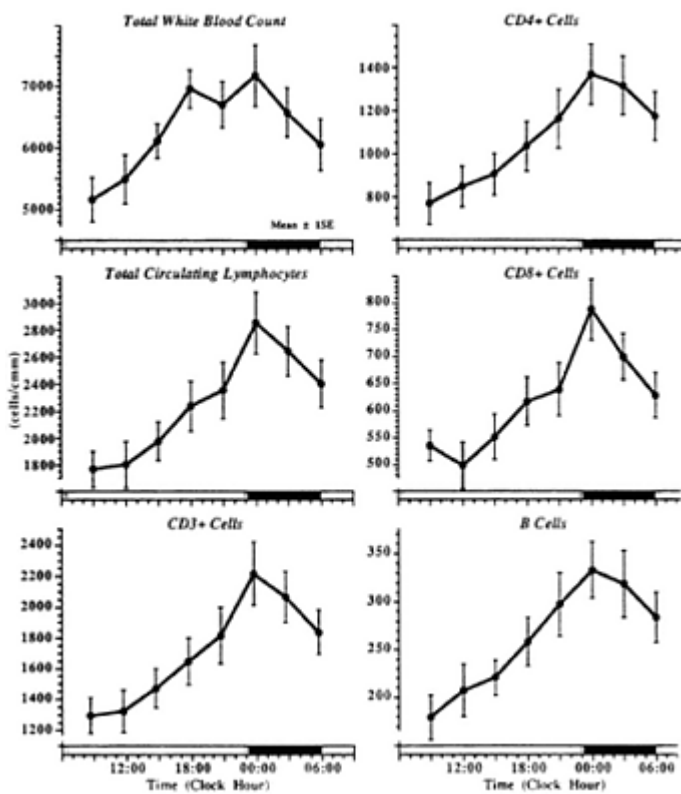 Total White Blood Count
7000
6000
5000
Mean ± 1SE
CD4+ Cells
1400
1200
1000
800
Total Circulating Lymphocytes
(cells/cmm)
3000
2800
2600
2400
2200
2000
1800
CD8+ Cells
800
750
700
650
600
550
500
CD3+ Cells
2400
2200
2000
1800
1600
1400
1200
12:00 18:00 00:00 06:00
Time (Clock Hour)
B Cells
350
300
250
200
12:00 18:00 00:00 06:00
Time (Clock Hour)